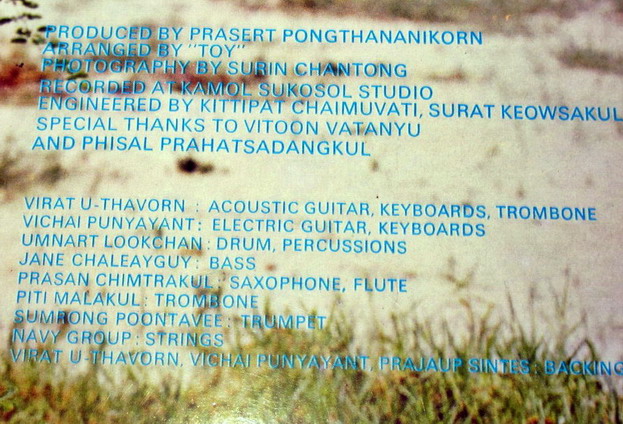 PRODUCED BY PRASERT PONGTHANANIKORN
ARRANGED BY "TOY"
PHOTOGRAPHY BY SURIN CHANTONG
RECORDED AT KAMOL SUKOSOL STUDIO
ENGINEERED BY KITTIPAT CHAIMUVATI, SURAT KEOWSAKUL
SPECIAL THANKS TO VITOON VATANYU
AND PHISAL PRAHATSADANGKUL
VIRAT U-THAVORN : ACOUSTIC GUITAR, KEYBOARDS, TROMBONE
VICHAI PUNYAYANT : ELECTRIC GUITAR, KEYBOARDS
UMNART LOOKCHAN : DRUM, PERCUSSIONS
JANE CHALEAYGUY : BASS
PRASAN CHIMTRAKUL : SAXOPHONE, FLUTE
PITI MALAKUL : TROMBONE
SUMRONG POONTAVEE : TRUMPET
NAVY GROUP : STRINGS
VIRAT U-THAVORN, VICHAI PUNYAYANT, PRAJAUP SINTES : BACKING